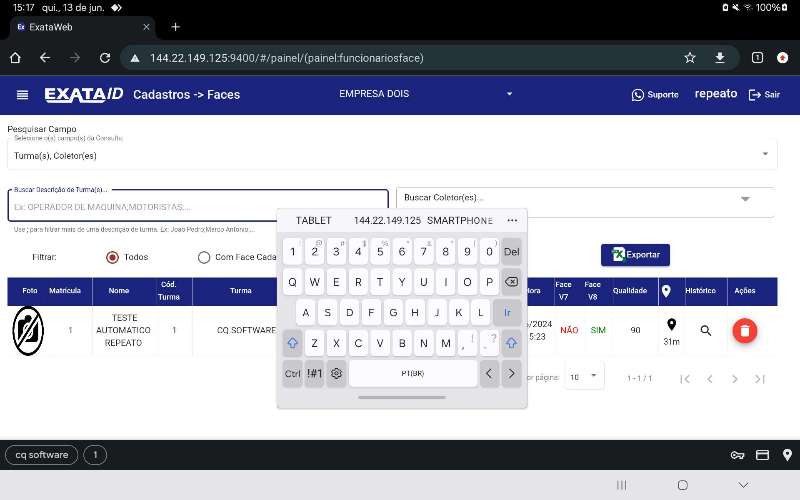 15:17 qui., 13 de jun. 100%
ExataWeb
144.22.149.125:9400/#/painel/(painel:funcionariosface) 1
EXATAID Cadastros -> Faces EMPRESA DOIS Suporte repeato Sair
Pesquisar Campo
Selecione o(s) campo(s) da Consulta
Turma(s), Coletor(es)
Buscar Descrição de Turma(s)... Buscar Coletor(es)...
Ex: OPERADOR DE MAQUINA;MOTORISTAS;...
Use ; para filtrar mais de uma descrição de turma. Ex: João Pedro;Marco Antonio...
TABLET 144.22.149.125 SMARTPHONE ...
Filtrar: Todos Com Face Cada Exportar
1 2 3 4 5 6 7 8 9 0 Del
Q W E R T Y U I O P
A S D F G H J K L Ir
Z X C V B N M , ! . ?
Ctrl !#1 PT(BR) < >
Foto Matrícula Nome Cód. Turma Turma Hora Face V7 Face V8 Qualidade Histórico Ações
1 TESTE AUTOMATICO REPEATO 1 CQ SOFTWARE 6/2024 5:23 NÃO SIM 90 31m
or página: 10 1 - 1 / 1
cq software 1